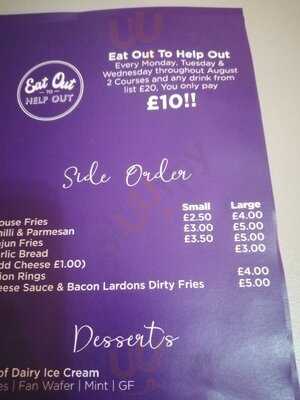 Eat Out
TO
HELP OUT
Eat Out To Help Out
Every Monday, Tuesday &
Wednesday throughout August
2 Courses and any drink from
list £20, You only pay
£10!!
Side Order
Small Large
ouse Fries £2.50 £4.00
hilli & Parmesan £3.00 £5.00
ajun Fries £3.50 £5.00
arlic Bread £3.00
dd Cheese £1.00)
nion Rings £4.00
eese Sauce & Bacon Lardons Dirty Fries £5.00
Desserts
of Dairy Ice Cream
es | Fan Wafer | Mint | GF